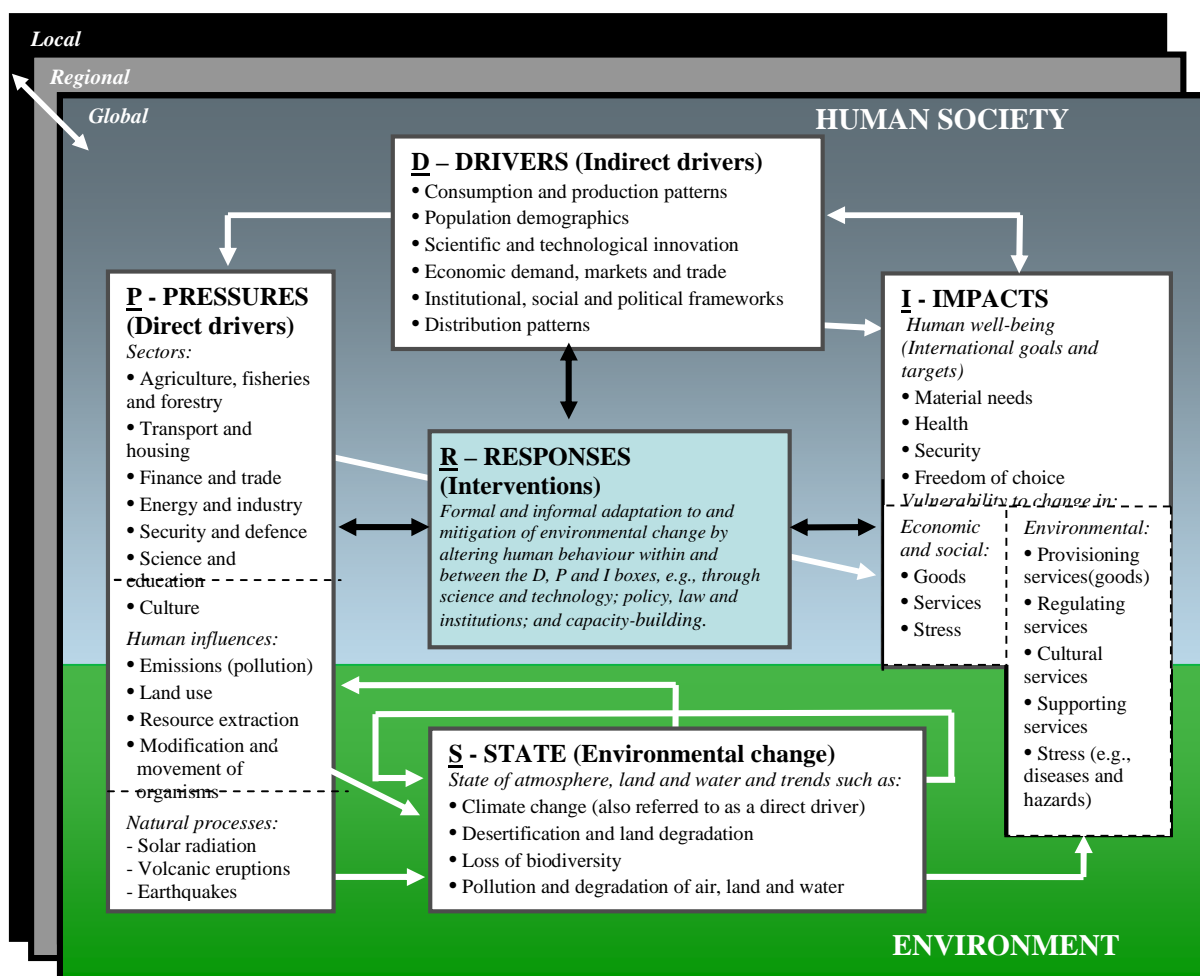 Local
Regional
Global
HUMAN SOCIETY
D – DRIVERS (Indirect drivers)
• Consumption and production patterns
• Population demographics
• Scientific and technological innovation
• Economic demand, markets and trade
• Institutional, social and political frameworks
• Distribution patterns
P - PRESSURES
(Direct drivers)
Sectors:
• Agriculture, fisheries
and forestry
• Transport and
housing
• Finance and trade
• Energy and industry
• Security and defence
• Science and
education
• Culture
Human influences:
• Emissions (pollution)
• Land use
• Resource extraction
• Modification and
movement of
organisms
Natural processes:
- Solar radiation
- Volcanic eruptions
- Earthquakes
R – RESPONSES
(Interventions)
Formal and informal adaptation to and
mitigation of environmental change by
altering human behaviour within and
between the D, P and I boxes, e.g., through
science and technology; policy, law and
institutions; and capacity-building.
I - IMPACTS
Human well-being
(International goals and
targets)
• Material needs
• Health
• Security
• Freedom of choice
Vulnerability to change in:
Economic
and social:
• Goods
• Services
• Stress
Environmental:
• Provisioning
services(goods)
• Regulating
services
• Cultural
services
• Supporting
services
• Stress (e.g.,
diseases and
hazards)
S - STATE (Environmental change)
State of atmosphere, land and water and trends such as:
• Climate change (also referred to as a direct driver)
• Desertification and land degradation
• Loss of biodiversity
• Pollution and degradation of air, land and water
ENVIRONMENT